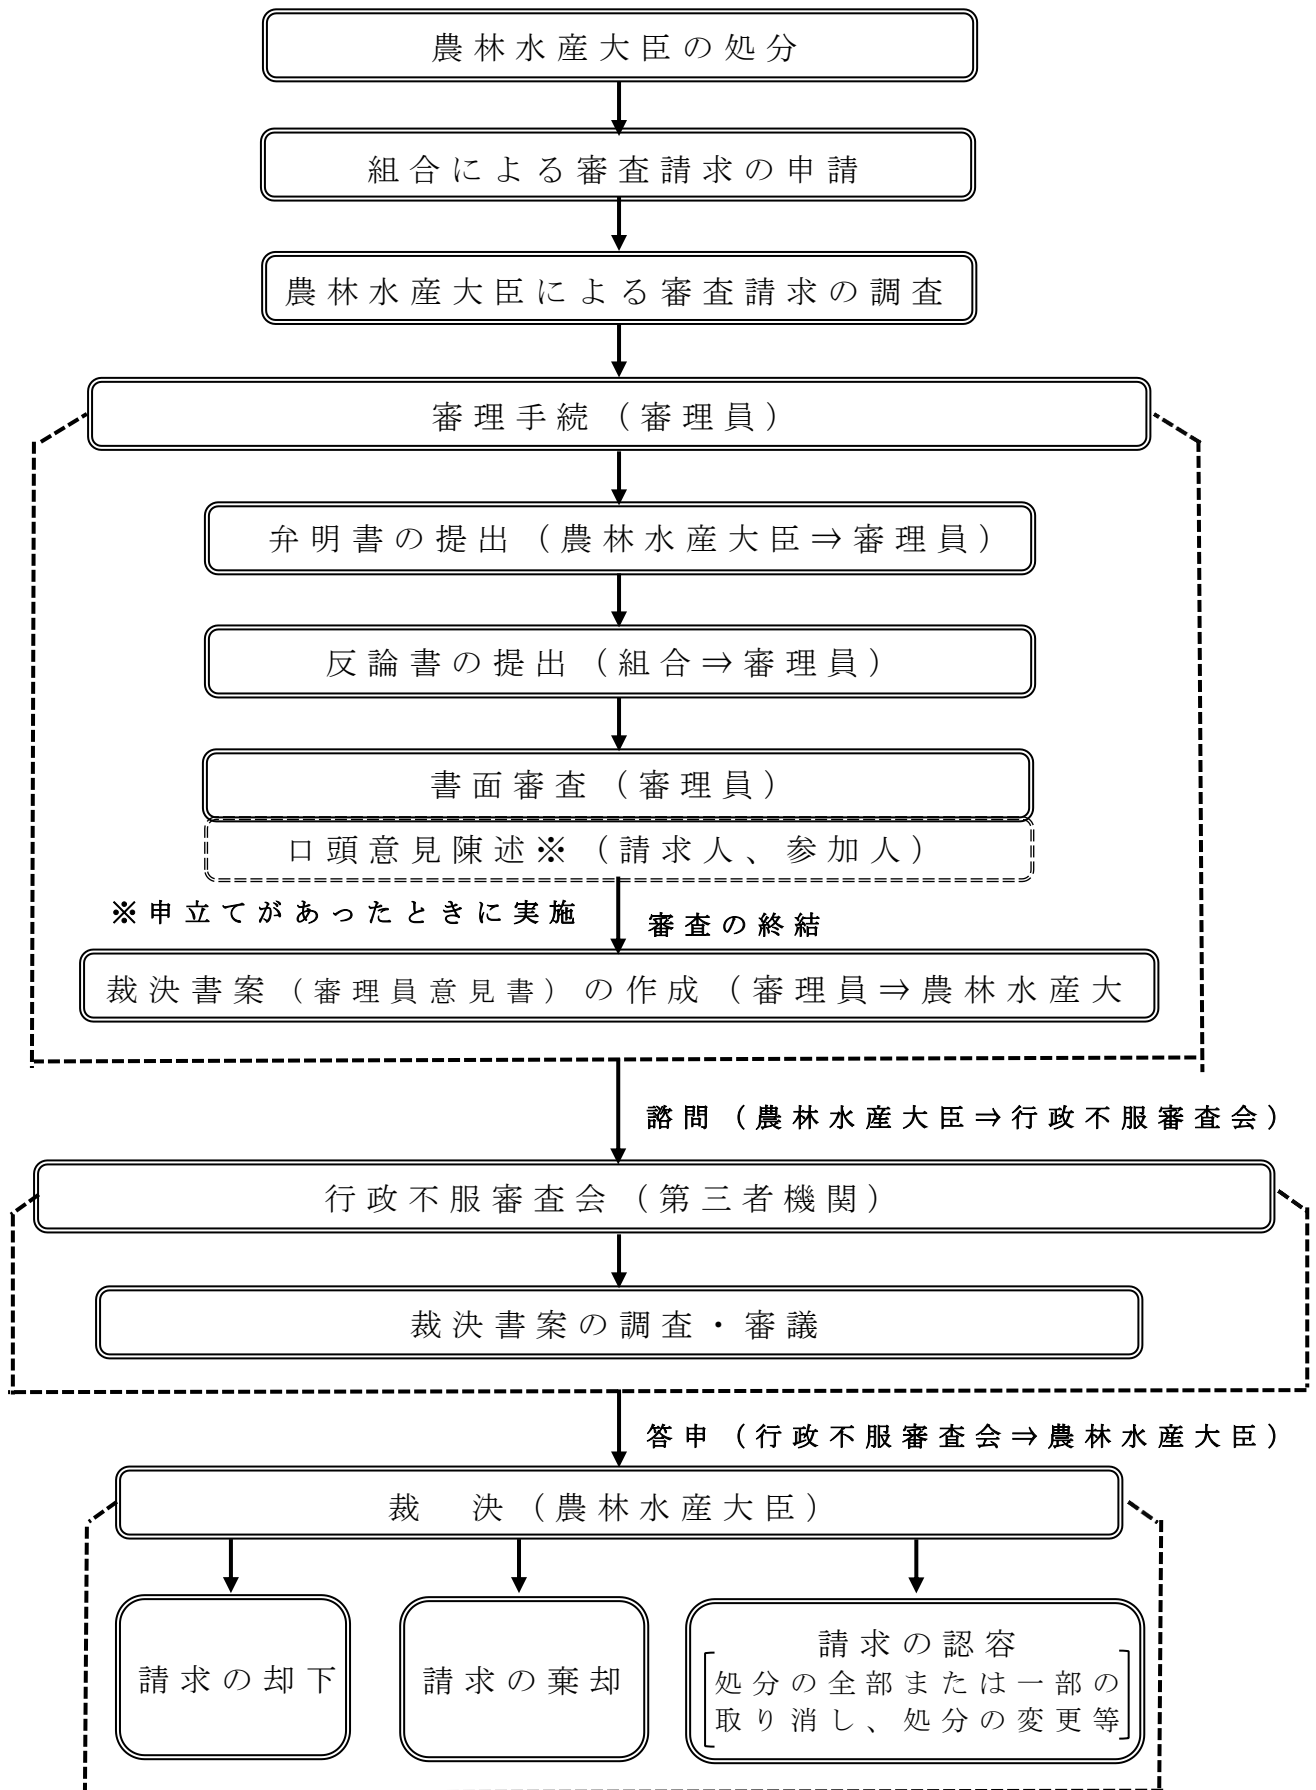 農林水産大臣の処分
組合による審査請求の申請
農林水産大臣による審査請求の調査
審理手続（審理員）
弁明書の提出（農林水産大臣⇒審理員）
反論書の提出（組合⇒審理員）
書面審査（審理員）
口頭意見陳述※（請求人、参加人）
※申立てがあったときに実施
審査の終結
裁決書案（審理員意見書）の作成（審理員⇒農林水産大
諮問（農林水産大臣⇒行政不服審査会）
行政不服審査会（第三者機関）
裁決書案の調査・審議
答申（行政不服審査会⇒農林水産大臣）
裁　決（農林水産大臣）
請求の却下
請求の棄却
請求の認容
処分の全部または一部の
取り消し、処分の変更等